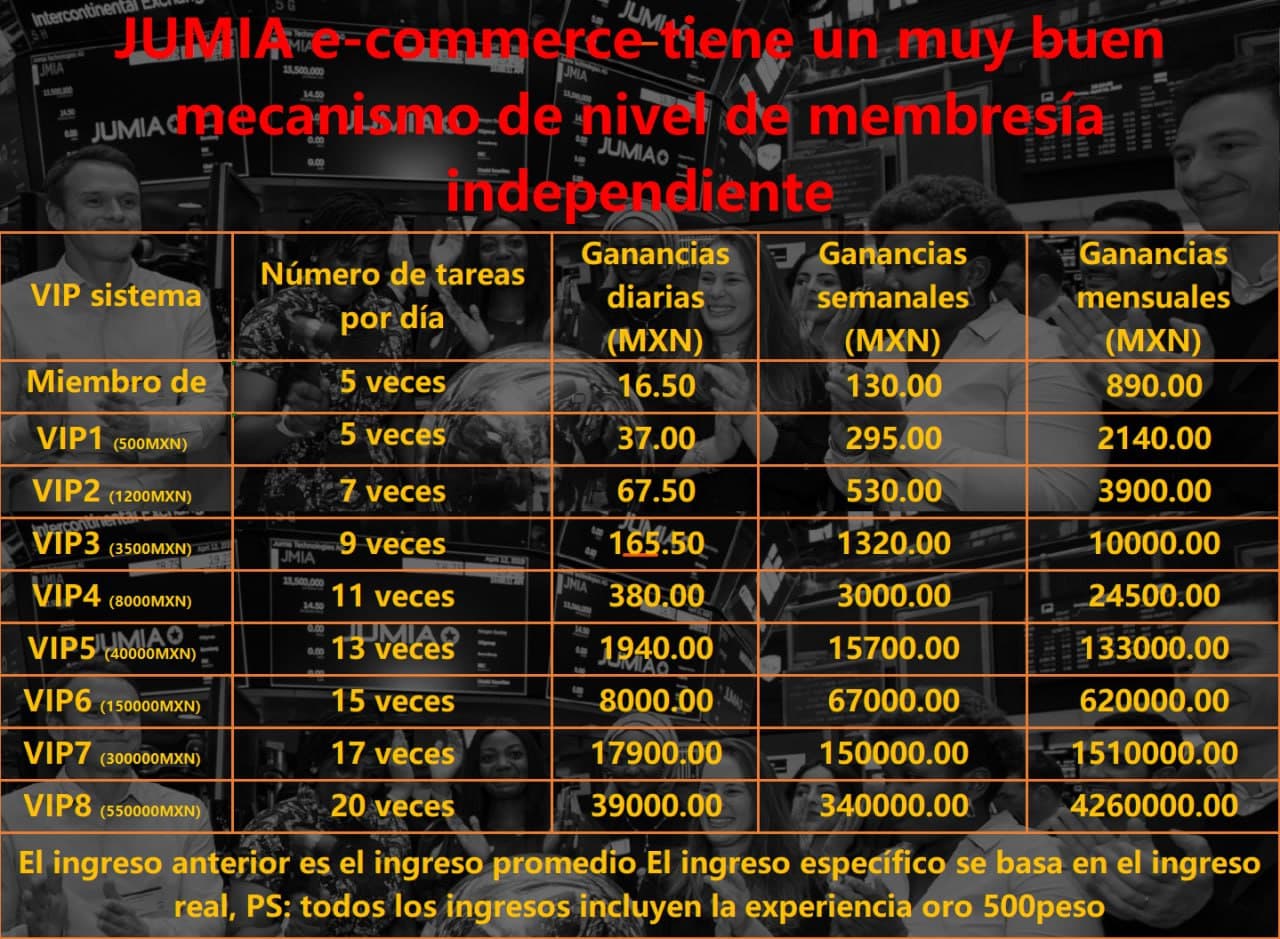 JUMIA e-commerce tiene un muy buen
mecanismo de nivel de membresía
independiente
VIP sistema
Número de tareas
por día
Ganancias
diarias
(MXN)
Ganancias
semanales
(MXN)
Ganancias
mensuales
(MXN)
Miembro de 5 veces 16.50 130.00 890.00
VIP1 (500MXN) 5 veces 37.00 295.00 2140.00
VIP2 (1200MXN) 7 veces 67.50 530.00 3900.00
VIP3 (3500MXN) 9 veces 165.50 1320.00 10000.00
VIP4 (8000MXN) 11 veces 380.00 3000.00 24500.00
VIP5 (40000MXN) 13 veces 1940.00 15700.00 133000.00
VIP6 (150000MXN) 15 veces 8000.00 67000.00 620000.00
VIP7 (300000MXN) 17 veces 17900.00 150000.00 1510000.00
VIP8 (550000MXN) 20 veces 39000.00 340000.00 4260000.00
El ingreso anterior es el ingreso promedio El ingreso específico se basa en el ingreso
real, PS: todos los ingresos incluyen la experiencia oro 500peso
Intercontinental
JUMIA
JUMIA
JUMIA
JUMIA